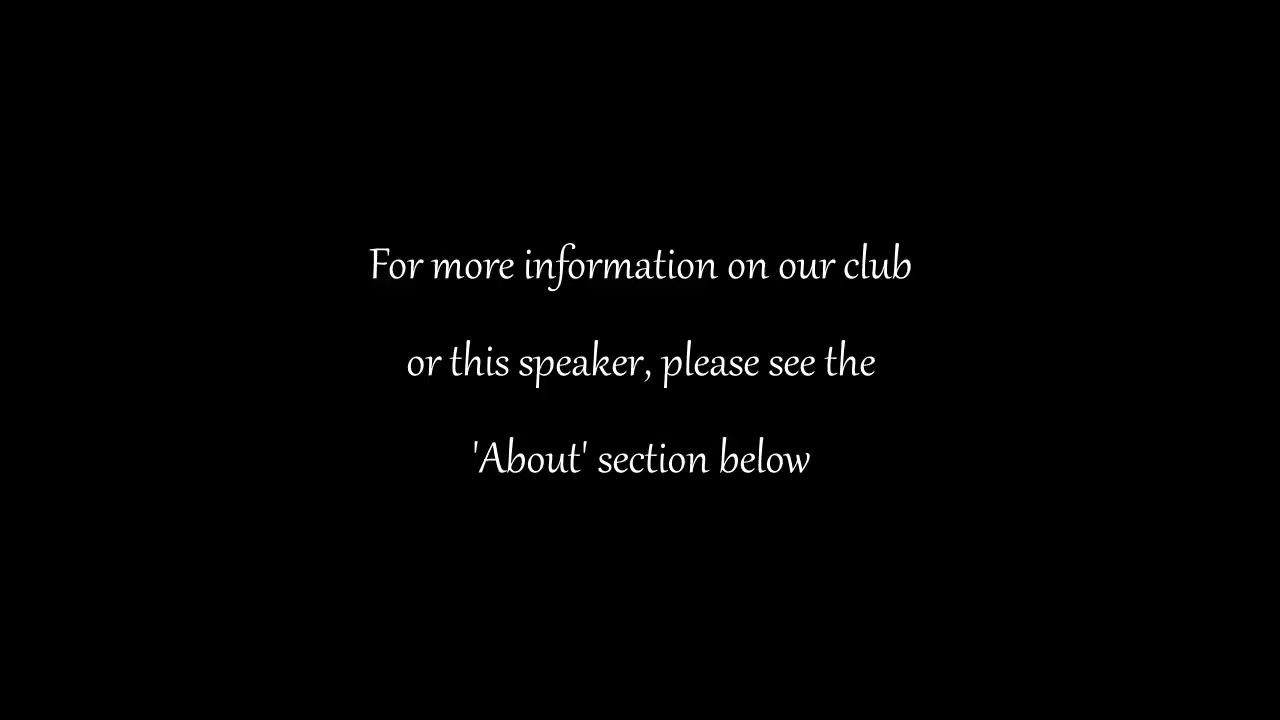 For more information on our club
or this speaker, please see the
'About' section below